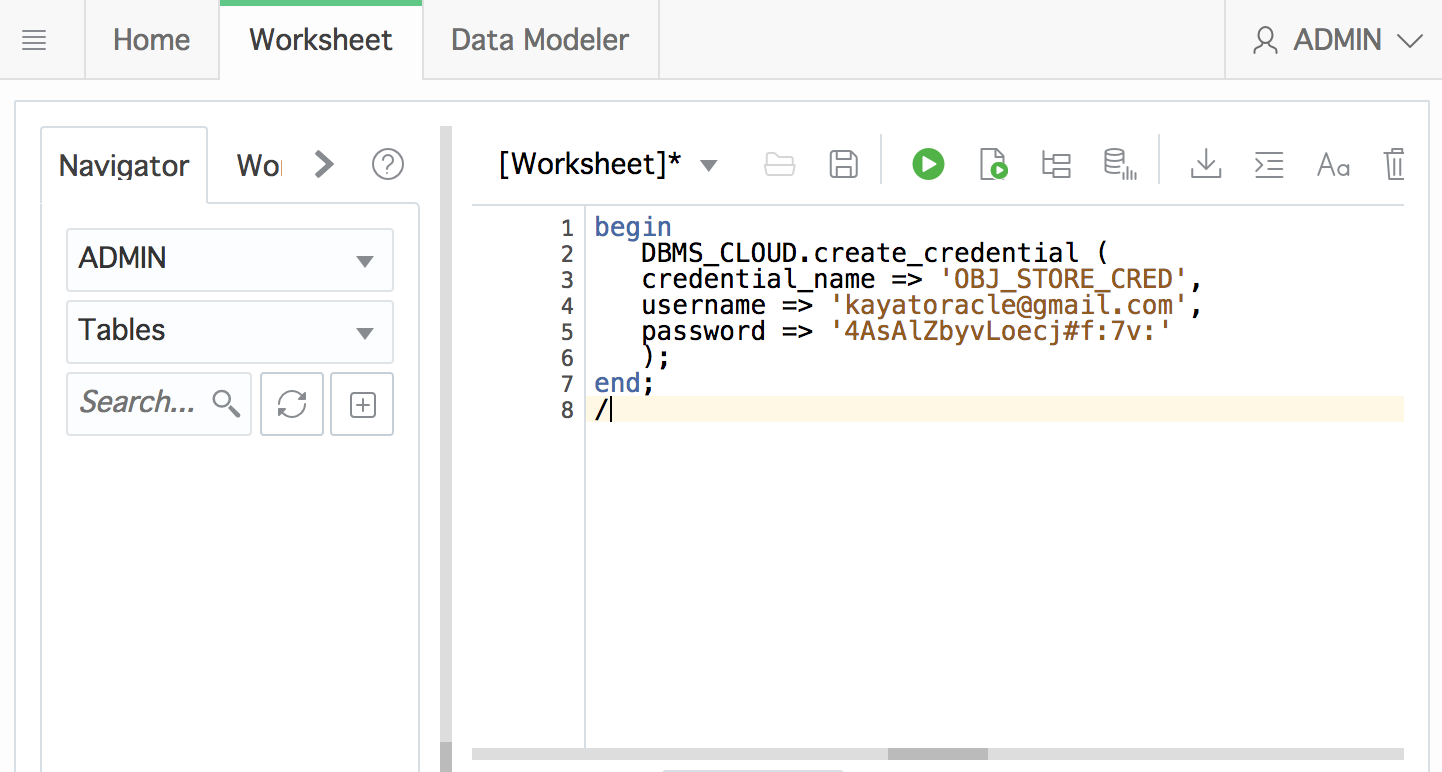 Home
Worksheet
Data Modeler
ADMIN
Navigator
Wo
?
[Worksheet]*
Aa
ADMIN
Tables
Search...
1 begin
2 DBMS_CLOUD.create_credential (
3 credential_name => 'OBJ_STORE_CRED',
4 username => 'kayatoracle@gmail.com',
5 password => '4AsAlZbyvLoecj#f:7v:'
6 );
7 end;
8 /